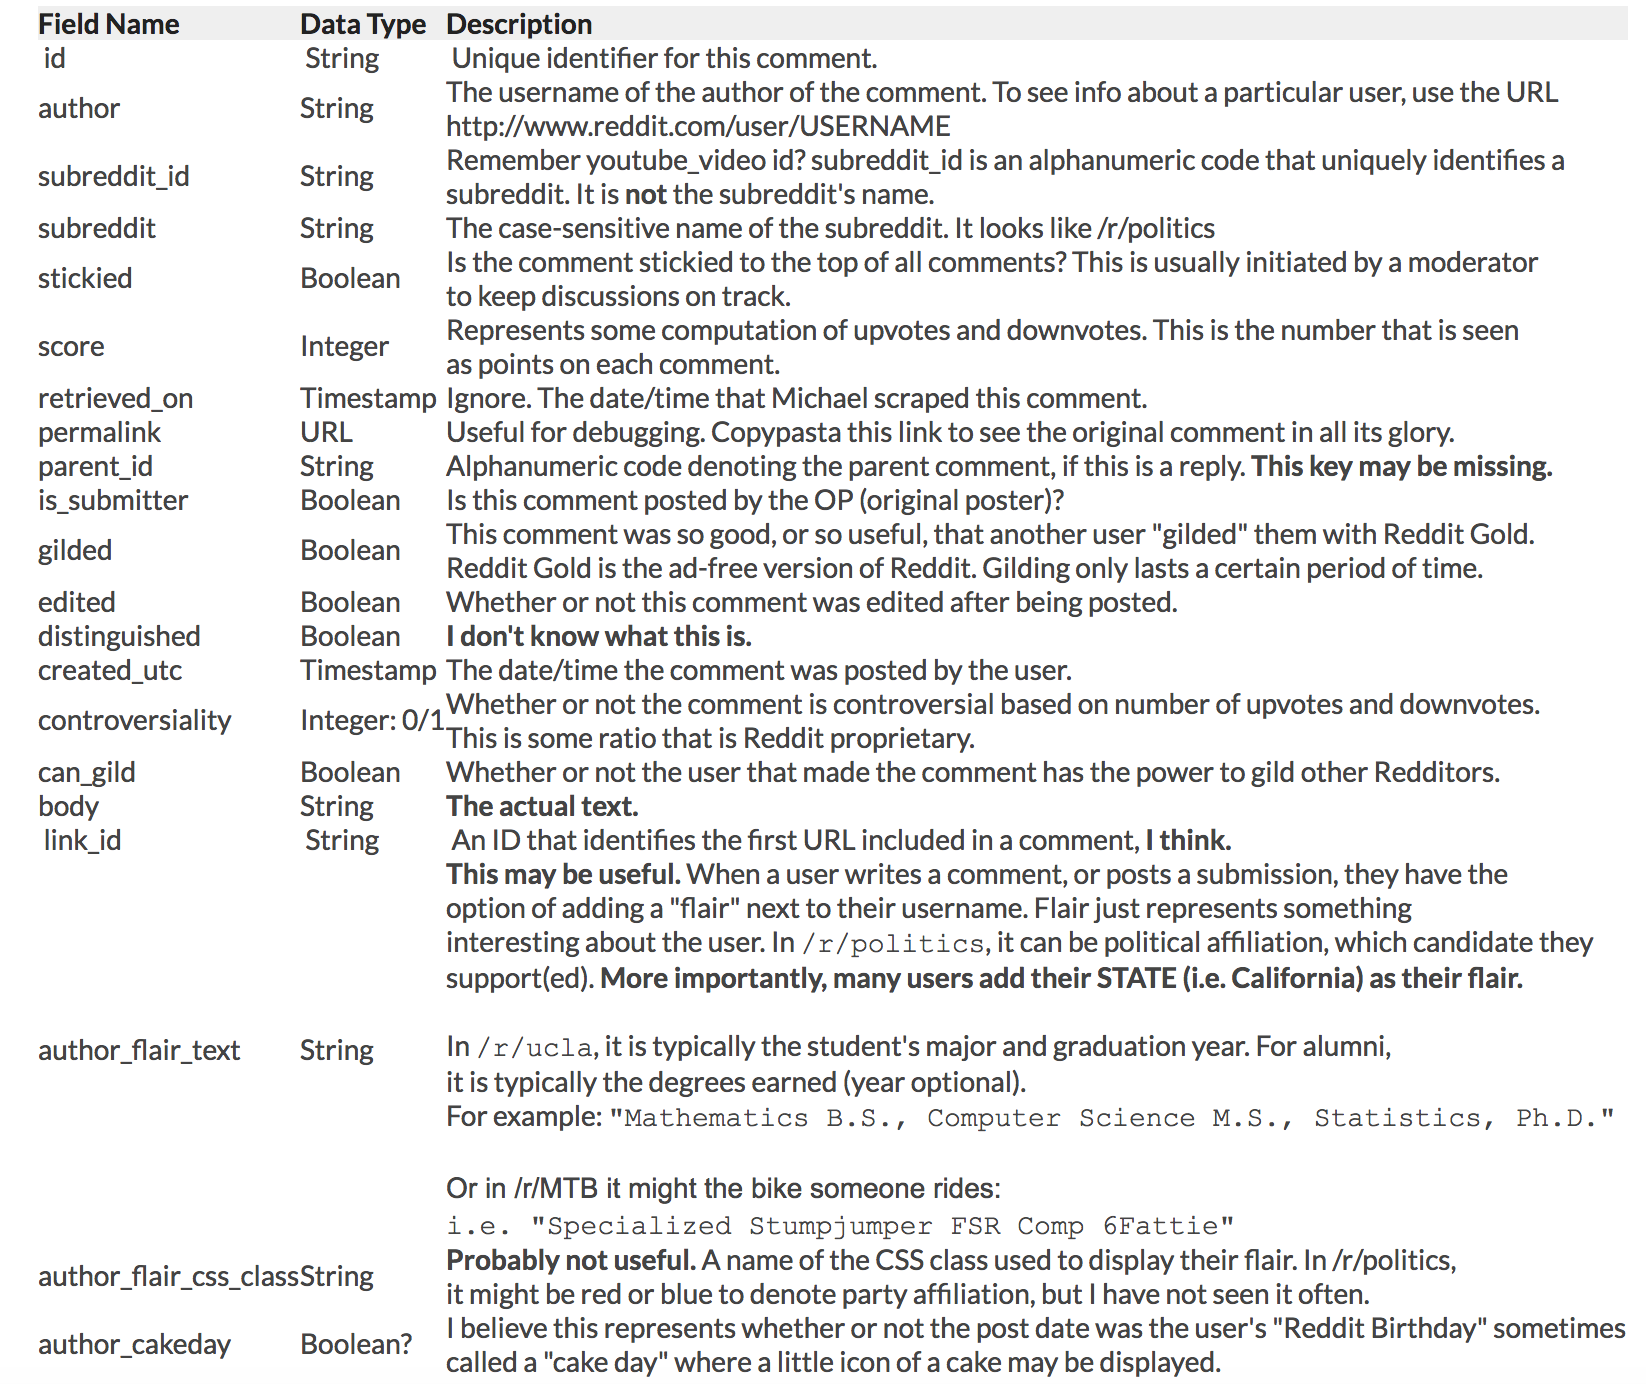 Field Name Data Type Description
id String Unique identifier for this comment.
author String The username of the author of the comment. To see info about a particular user, use the URL
http://www.reddit.com/user/USERNAME
subreddit_id String Remember youtube_video id? subreddit_id is an alphanumeric code that uniquely identifies a
subreddit. It is not the subreddit's name.
subreddit String The case-sensitive name of the subreddit. It looks like /r/politics
stickied Boolean Is the comment stickied to the top of all comments? This is usually initiated by a moderator
to keep discussions on track.
score Integer Represents some computation of upvotes and downvotes. This is the number that is seen
as points on each comment.
retrieved_on Timestamp Ignore. The date/time that Michael scraped this comment.
permalink URL Useful for debugging. Copypasta this link to see the original comment in all its glory.
parent_id String Alphanumeric code denoting the parent comment, if this is a reply. This key may be missing.
is_submitter Boolean Is this comment posted by the OP (original poster)?
gilded Boolean This comment was so good, or so useful, that another user "gilded" them with Reddit Gold.
Reddit Gold is the ad-free version of Reddit. Gilding only lasts a certain period of time.
edited Boolean Whether or not this comment was edited after being posted.
distinguished Boolean I don't know what this is.
created_utc Timestamp The date/time the comment was posted by the user.
controversiality Integer: 0/1 Whether or not the comment is controversial based on number of upvotes and downvotes.
This is some ratio that is Reddit proprietary.
can_gild Boolean Whether or not the user that made the comment has the power to gild other Redditors.
body String The actual text.
link_id String An ID that identifies the first URL included in a comment, I think.
This may be useful. When a user writes a comment, or posts a submission, they have the
option of adding a "flair" next to their username. Flair just represents something
interesting about the user. In /r/politics, it can be political affiliation, which candidate they
support(ed). More importantly, many users add their STATE (i.e. California) as their flair.
author_flair_text String In /r/ucla, it is typically the student's major and graduation year. For alumni,
it is typically the degrees earned (year optional).
For example: "Mathematics B.S., Computer Science M.S., Statistics, Ph.D."
Or in /r/MTB it might the bike someone rides:
i.e. "Specialized Stumpjumper FSR Comp 6Fattie"
author_flair_css_class String Probably not useful. A name of the CSS class used to display their flair. In /r/politics,
it might be red or blue to denote party affiliation, but I have not seen it often.
author_cakeday Boolean? I believe this represents whether or not the post date was the user's "Reddit Birthday" sometimes
called a "cake day" where a little icon of a cake may be displayed.